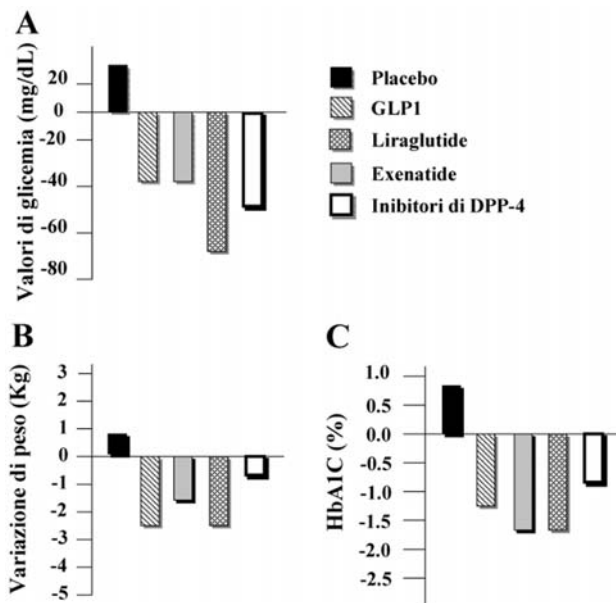 A
Valori di glicemia (mg/dL)
20
0
-20
-40
-60
-80
Placebo
GLP1
Liraglutide
Exenatide
Inibitori di DPP-4
B
Variazione di peso (Kg)
3
2
1
0
-1
-2
-3
-4
-5
C
HbA1C (%)
1.0
0.5
0.0
-0.5
-1.0
-1.5
-2.0
-2.5